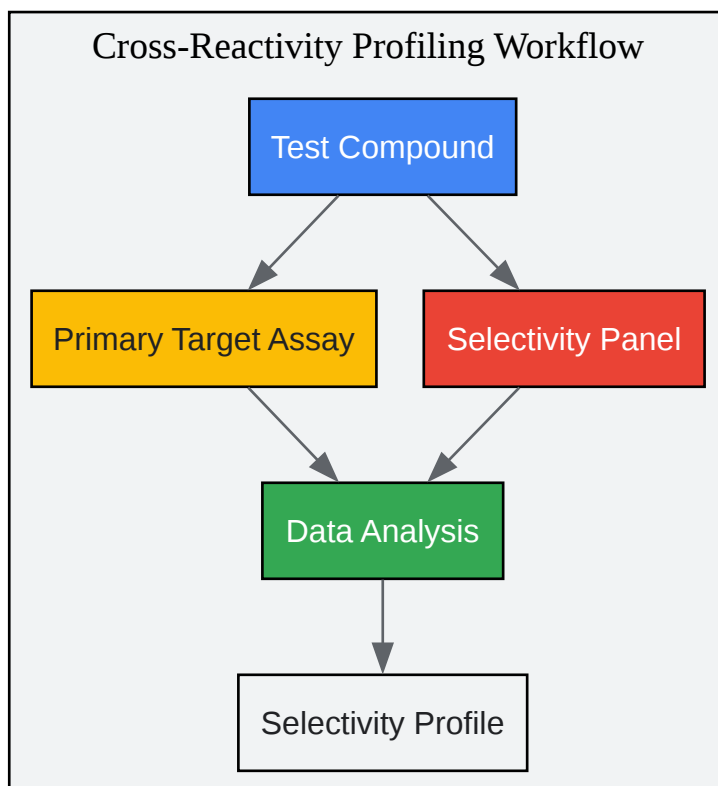 Cross-Reactivity Profiling Workflow
Test Compound
Primary Target Assay
Selectivity Panel
Data Analysis
Selectivity Profile